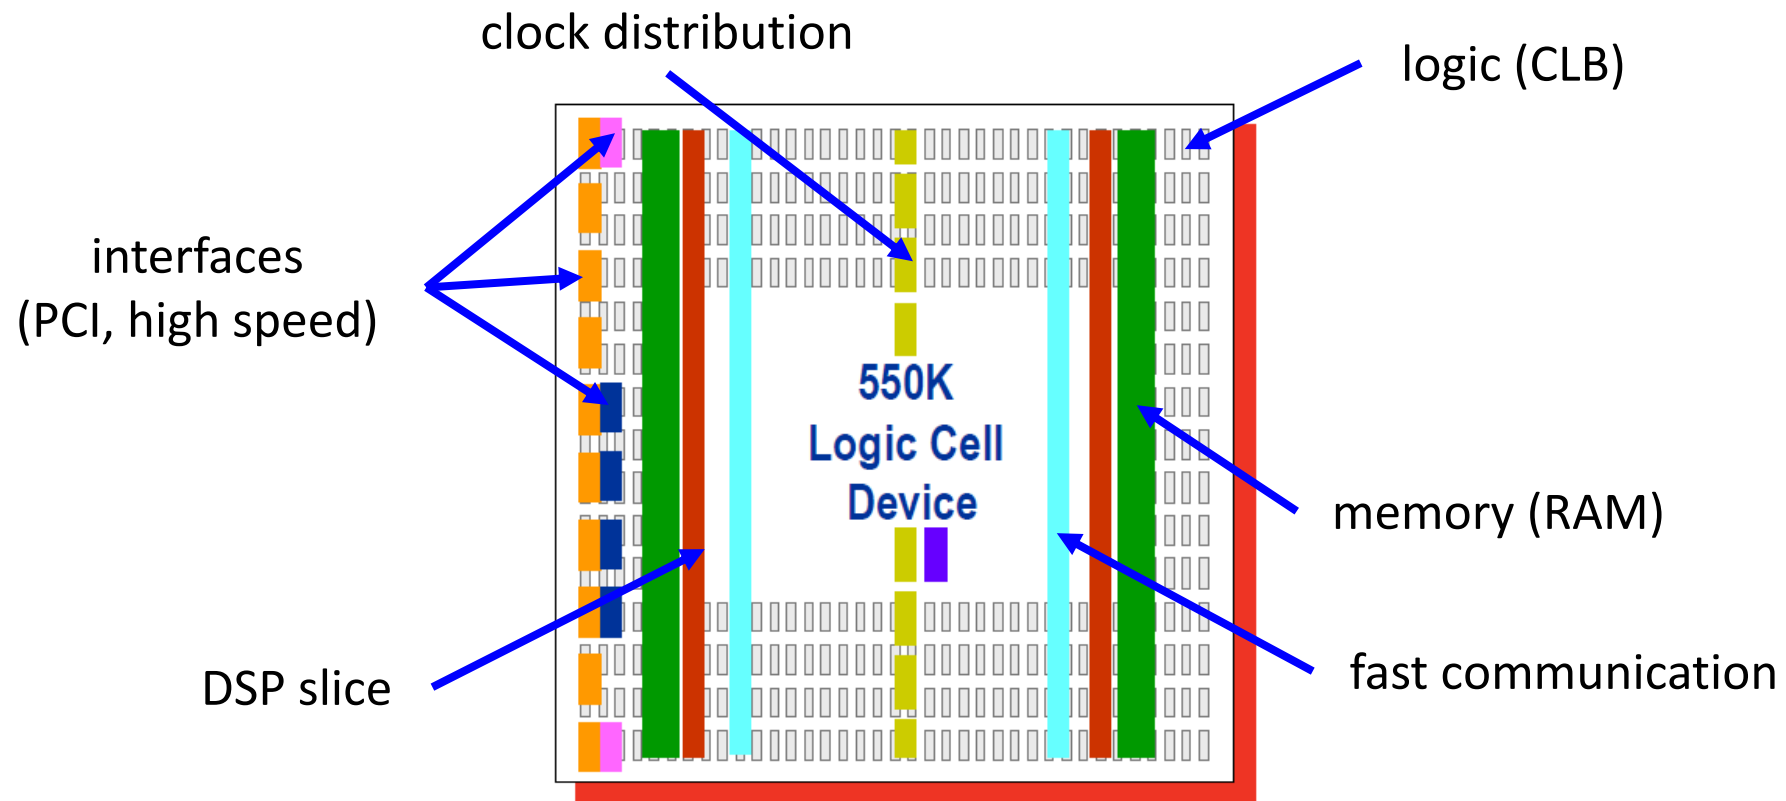 clock distribution
logic (CLB)
interfaces
(PCI, high speed)
550K
Logic Cell
Device
memory (RAM)
DSP slice
fast communication